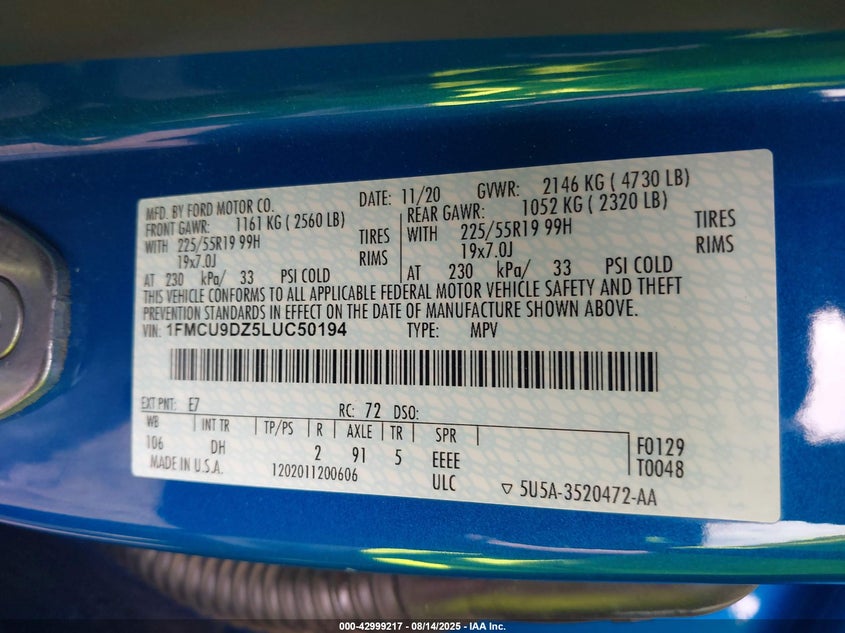 MFD. BY FORD MOTOR CO. DATE: 11/20 GVWR: 2146 KG ( 4730 LB)
FRONT GAWR: 1161 KG ( 2560 LB) REAR GAWR: 1052 KG ( 2320 LB)
WITH 225/55R19 99H TIRES WITH 225/55R19 99H TIRES
19x7.0J RIMS 19x7.0J RIMS
AT 230 kPa/ 33 PSI COLD AT 230 kPa/ 33 PSI COLD
THIS VEHICLE CONFORMS TO ALL APPLICABLE FEDERAL MOTOR VEHICLE SAFETY AND THEFT
PREVENTION STANDARDS IN EFFECT ON THE DATE OF MANUFACTURE SHOWN ABOVE.
VIN: 1FMCU9DZ5LUC50194 TYPE: MPV
EXT PNT: E7 RC: 72 DSO:
WB INT TR TP/PS R AXLE TR SPR
106 DH 2 91 5 EEEE F0129
MADE IN U.S.A. 1202011200606 ULC T0048
▽ 5U5A-3520472-AA
000-42999217 - 08/14/2025 - IAA Inc.